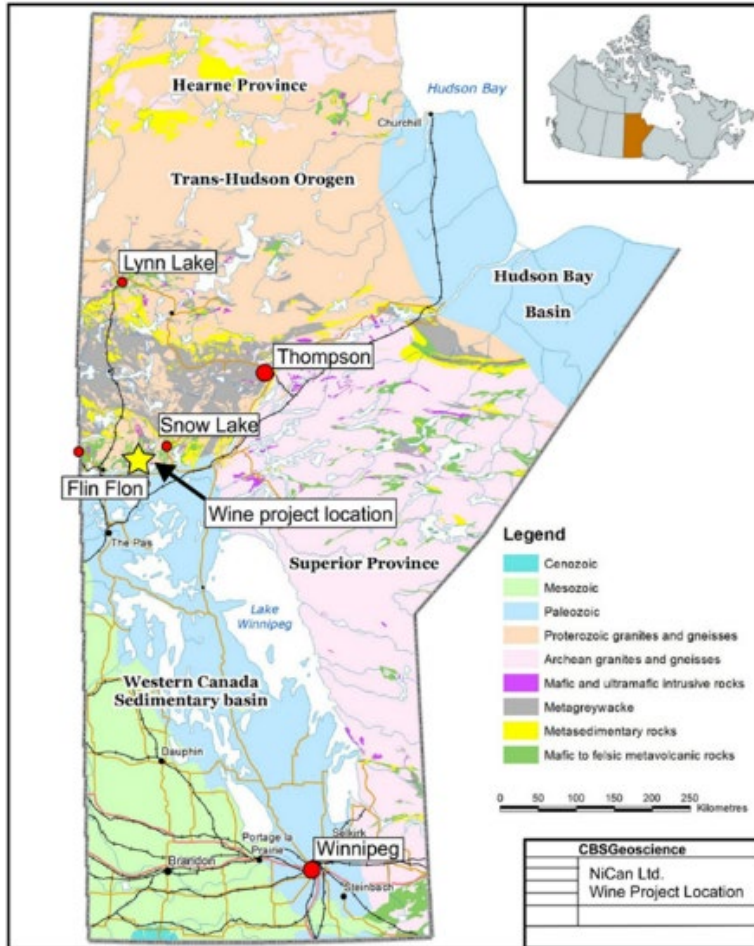 Hearne Province
Hudson Bay
Churchill
Trans-Hudson Orogen
Lynn Lake
Hudson Bay
Basin
Thompson
Snow Lake
Flin Flon
Wine project location
The Pas
Superior Province
Lake
Winnipeg
Western Canada
Sedimentary basin
Dauphin
Portage la
Prairie
Selkirk
Brandon
Winnipeg
Steinbach
Legend
Cenozoic
Mesozoic
Paleozoic
Proterozoic granites and gneisses
Archean granites and gneisses
Mafic and ultramafic intrusive rocks
Metagreywacke
Metasedimentary rocks
Mafic to felsic metavolcanic rocks
0 50 100 150 200 250
Kilometres
CBSGeoscience
NiCan Ltd.
Wine Project Location